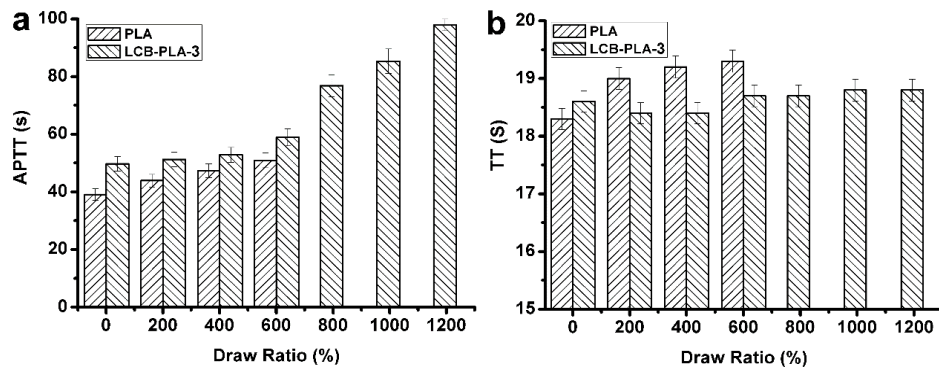 a
PLA
LCB-PLA-3
APTT (s)
100
80
60
40
20
0
0 200 400 600 800 1000 1200
Draw Ratio (%)
b
PLA
LCB-PLA-3
TT (S)
20
19
18
17
16
15
0 200 400 600 800 1000 1200
Draw Ratio (%)